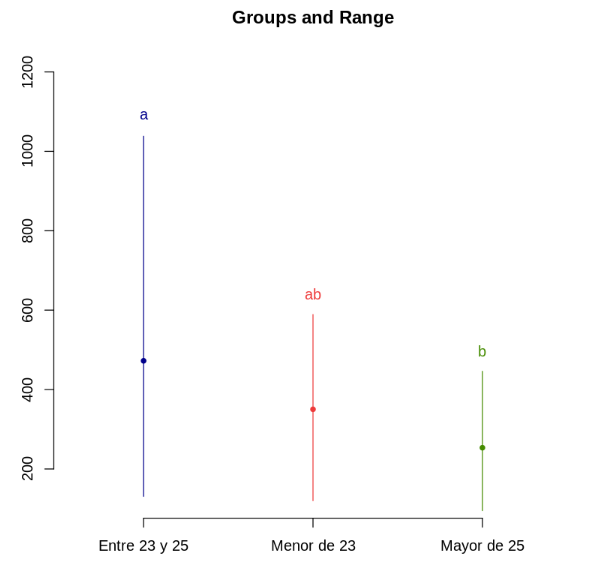 Groups and Range
1200
1000
800
600
400
200
a
ab
b
Entre 23 y 25
Menor de 23
Mayor de 25